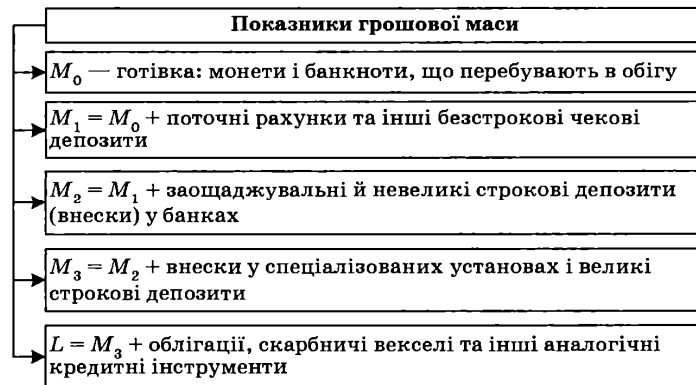 Показники грошової маси
M₀ — готівка: монети і банкноти, що перебувають в обігу
M₁ = M₀ + поточні рахунки та інші безстрокові чекові
депозити
M₂ = M₁ + заощаджувальні й невеликі строкові депозити
(внески) у банках
M₃ = M₂ + внески у спеціалізованих установах і великі
строкові депозити
L = M₃ + облігації, скарбничі векселі та інші аналогічні
кредитні інструменти